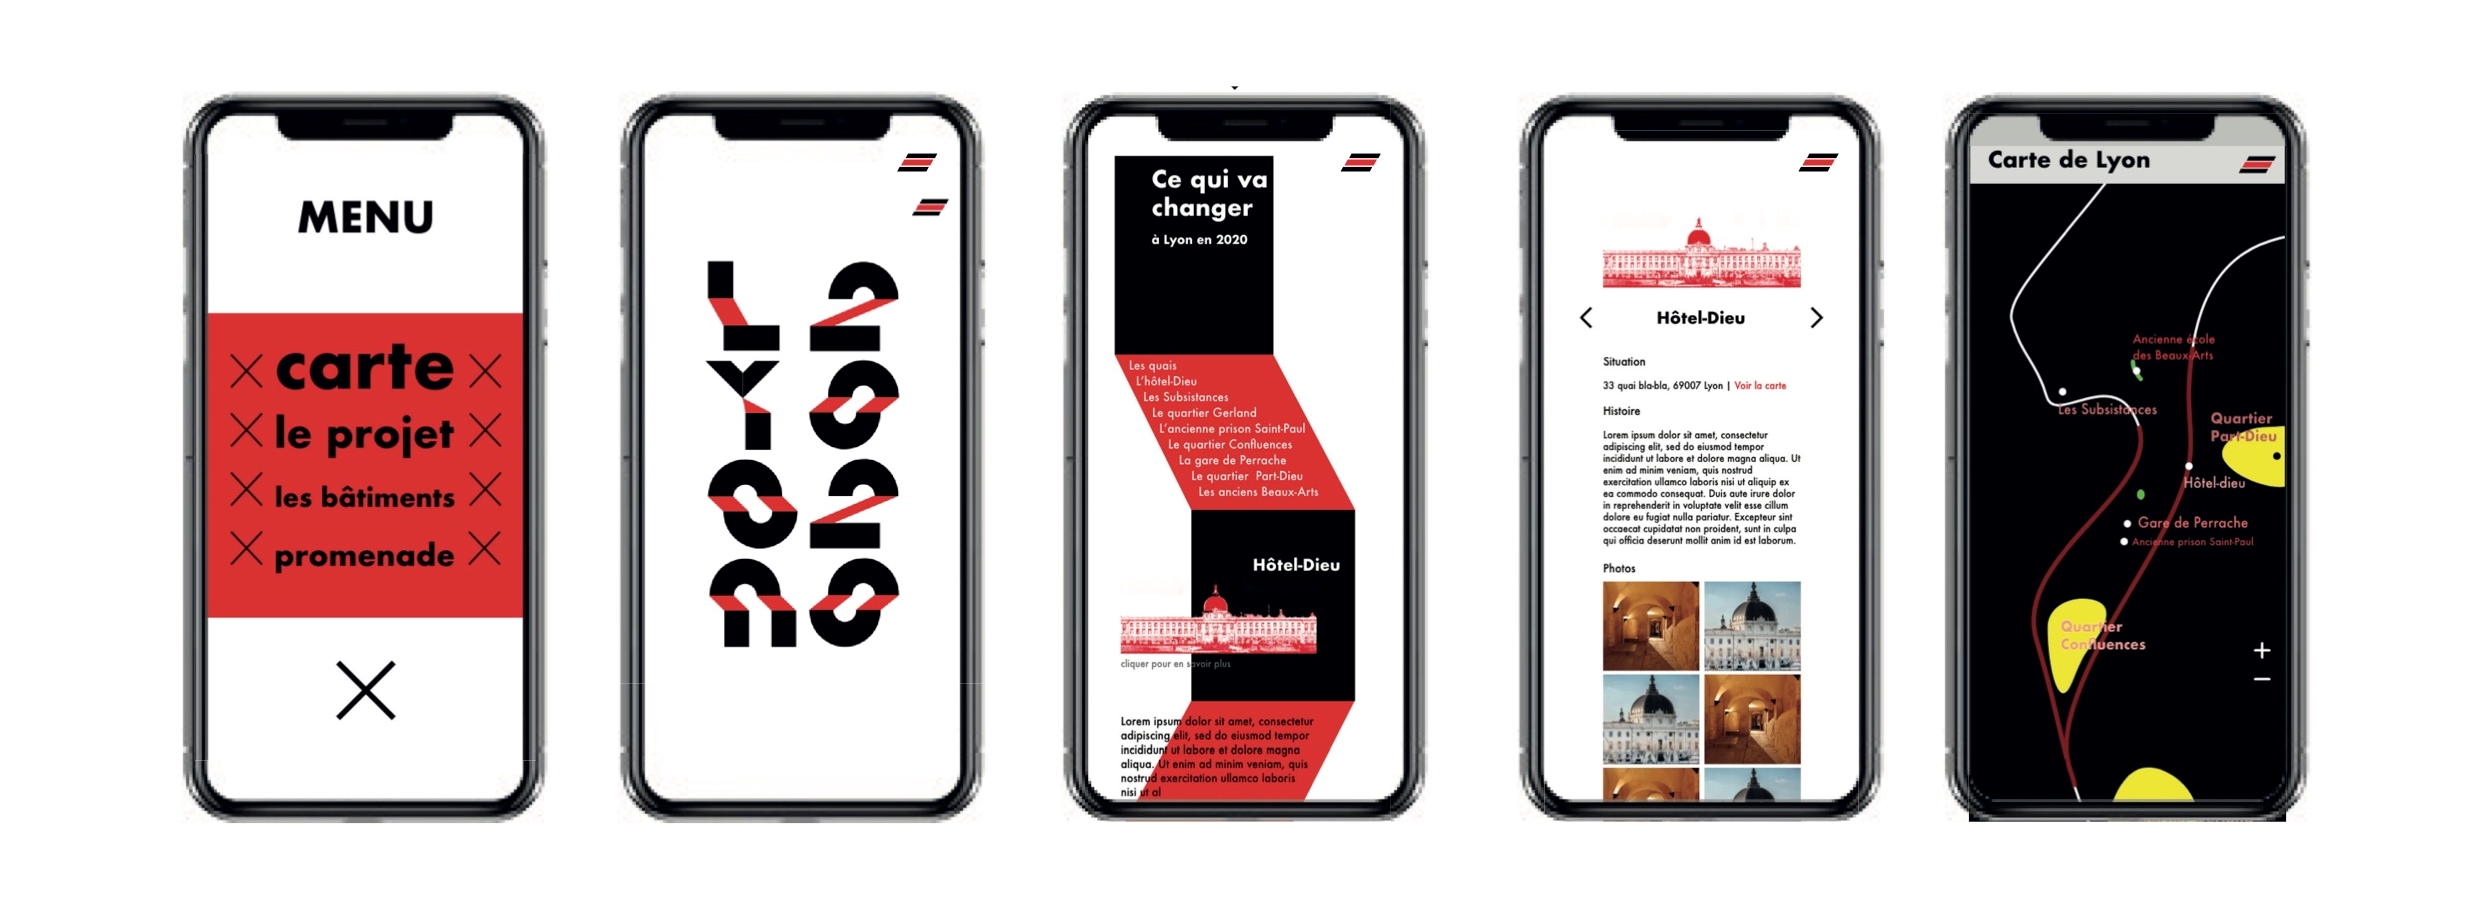 MENU
carte
le projet
les bâtiments
promenade
LYON
2020
Ce qui va
changer
à Lyon en 2020
Les quais
L'hôtel-Dieu
Les Subsistances
Le quartier Gerland
L'ancienne prison Saint-Paul
Le quartier Confluences
La gare de Perrache
Le quartier Part-Dieu
Les anciens Beaux-Arts
Hôtel-Dieu
cliquer pour en savoir plus
Lorem ipsum dolor sit amet, consectetur
adipiscing elit, sed do eiusmod tempor
incididunt ut labore et dolore magna
aliqua. Ut enim ad minim veniam, quis
nostrud exercitation ullamco laboris
nisi ut al
Hôtel-Dieu
Situation
33 quai bla-bla, 69007 Lyon | Voir la carte
Histoire
Lorem ipsum dolor sit amet, consectetur
adipiscing elit, sed do eiusmod tempor
incididunt ut labore et dolore magna aliqua. Ut
enim ad minim veniam, quis nostrud
exercitation ullamco laboris nisi ut aliquip ex
ea commodo consequat. Duis aute irure dolor
in reprehenderit in voluptate velit esse cillum
dolore eu fugiat nulla pariatur. Excepteur sint
occaecat cupidatat non proident, sunt in culpa
qui officia deserunt mollit anim id est laborum.
Photos
Carte de Lyon
Ancienne école
des Beaux-Arts
Les Subsistances
Quartier
Part-Dieu
Hôtel-dieu
Gare de Perrache
Ancienne prison Saint-Paul
Quartier
Confluences
+
−